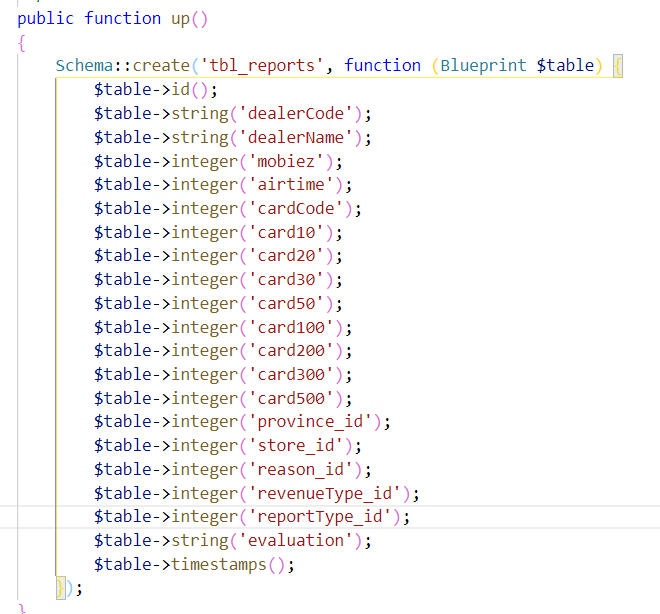 public function up()
{
Schema::create('tbl_reports', function (Blueprint $table) {
$table->id();
$table->string('dealerCode');
$table->string('dealerName');
$table->integer('mobiez');
$table->integer('airtime');
$table->integer('cardCode');
$table->integer('card10');
$table->integer('card20');
$table->integer('card30');
$table->integer('card50');
$table->integer('card100');
$table->integer('card200');
$table->integer('card300');
$table->integer('card500');
$table->integer('province_id');
$table->integer('store_id');
$table->integer('reason_id');
$table->integer('revenueType_id');
$table->integer('reportType_id');
$table->string('evaluation');
$table->timestamps();
});
}